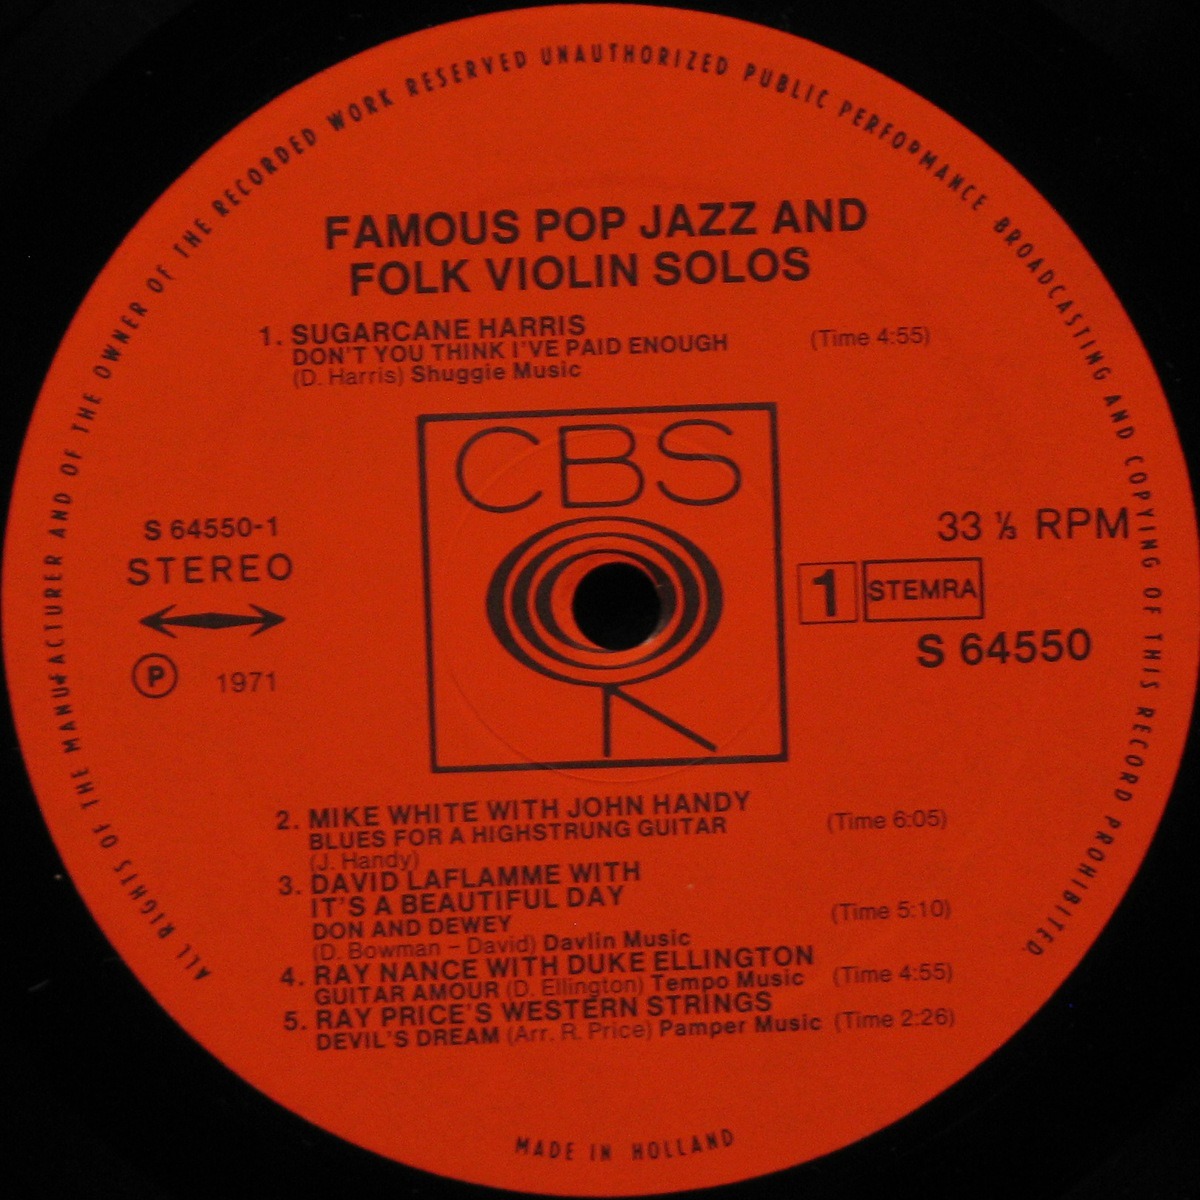 ALL RIGHTS OF THE MANUFACTURER AND OF THE OWNER OF THE RECORDED WORK RESERVED UNAUTHORIZED PUBLIC PERFORMANCE BROADCASTING AND COPYING OF THIS RECORD PROHIBITED.
FAMOUS POP JAZZ AND
FOLK VIOLIN SOLOS
1. SUGARCANE HARRIS
DON'T YOU THINK I'VE PAID ENOUGH (Time 4:55)
(D. Harris) Shuggie Music
CBS
S 64550-1
STEREO
P 1971
33 ⅓ RPM
1 STEMRA
S 64550
2. MIKE WHITE WITH JOHN HANDY
BLUES FOR A HIGHSTRUNG GUITAR (Time 6:05)
(J. Handy)
3. DAVID LAFLAMME WITH
IT'S A BEAUTIFUL DAY
DON AND DEWEY (Time 5:10)
(D. Bowman - David) Davlin Music
4. RAY NANCE WITH DUKE ELLINGTON
GUITAR AMOUR (D. Ellington) Tempo Music (Time 4:55)
5. RAY PRICE'S WESTERN STRINGS
DEVIL'S DREAM (Arr. R. Price) Pamper Music (Time 2:26)
MADE IN HOLLAND